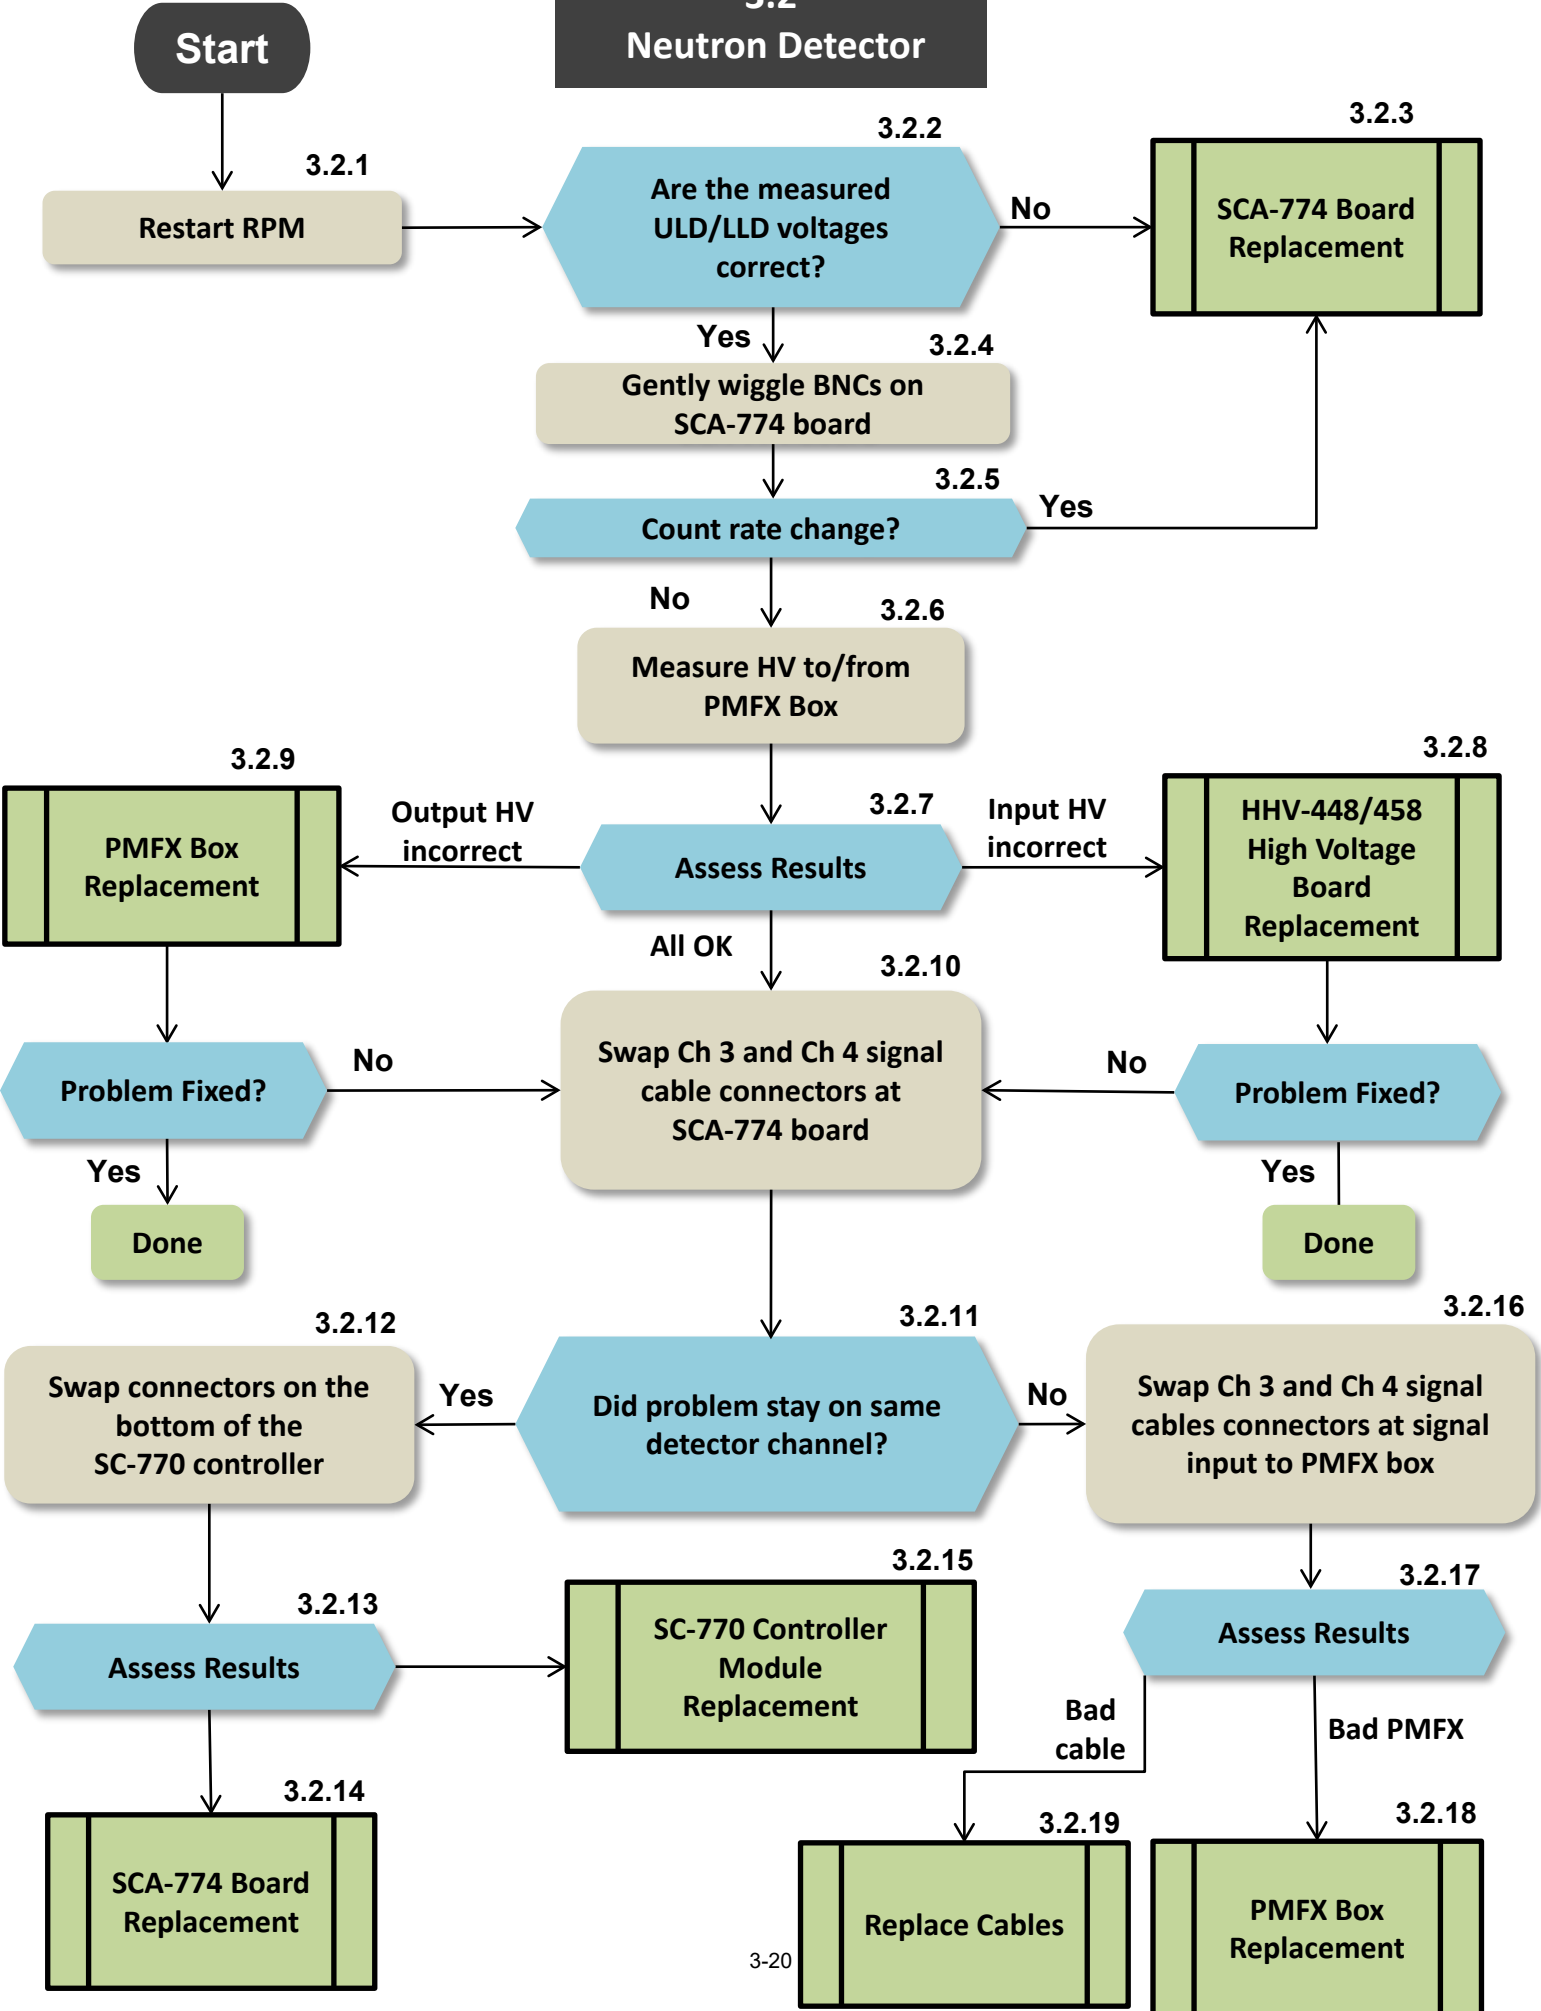 3.2
Neutron Detector
Start
3.2.1
Restart RPM
3.2.2
Are the measured
ULD/LLD voltages
correct?
No
3.2.3
SCA-774 Board
Replacement
Yes
3.2.4
Gently wiggle BNCs on
SCA-774 board
3.2.5
Count rate change?
Yes
No
3.2.6
Measure HV to/from
PMFX Box
3.2.7
Assess Results
Output HV
incorrect
Input HV
incorrect
3.2.9
PMFX Box
Replacement
3.2.8
HHV-448/458
High Voltage
Board
Replacement
All OK
3.2.10
Swap Ch 3 and Ch 4 signal
cable connectors at
SCA-774 board
Problem Fixed?
No
Yes
Done
No
Problem Fixed?
Yes
Done
3.2.11
Did problem stay on same
detector channel?
Yes
No
3.2.12
Swap connectors on the
bottom of the
SC-770 controller
3.2.16
Swap Ch 3 and Ch 4 signal
cables connectors at signal
input to PMFX box
3.2.13
Assess Results
3.2.15
SC-770 Controller
Module
Replacement
3.2.17
Assess Results
Bad
cable
Bad PMFX
3.2.14
SCA-774 Board
Replacement
3.2.19
Replace Cables
3.2.18
PMFX Box
Replacement
3-20